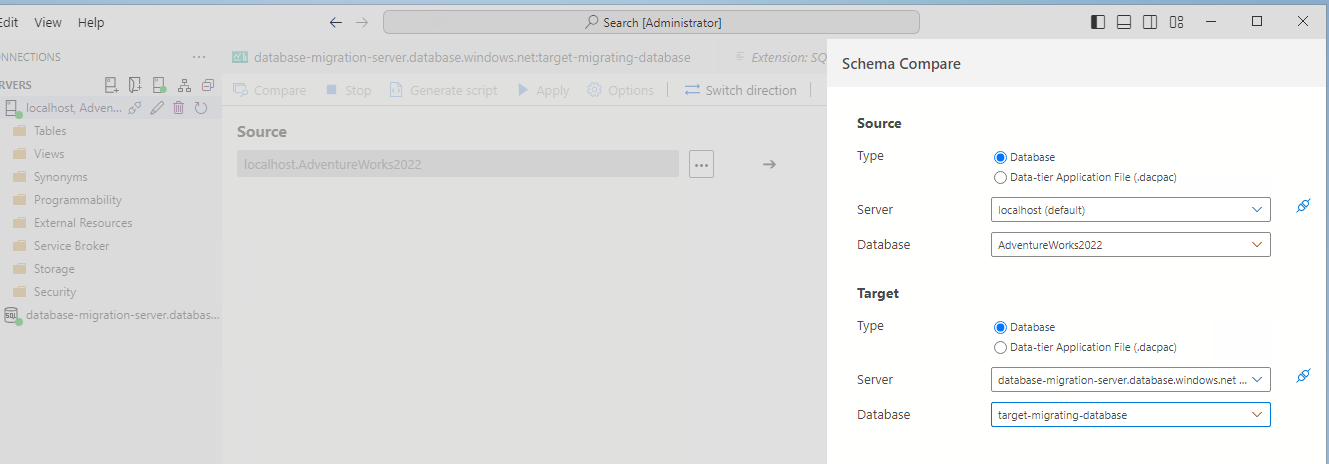 Edit View Help Search [Administrator]
CONNECTIONS ...
database-migration-server.database.windows.net:target-migrating-database Extension: SQ
Schema Compare
SERVERS
Compare Stop Generate script Apply Options Switch direction
localhost, Adven...
Tables
Views
Synonyms
Programmability
External Resources
Service Broker
Storage
Security
SQL database-migration-server.databas...
Source
localhost.AdventureWorks2022 ...
Source
Type Database
Data-tier Application File (.dacpac)
Server localhost (default)
Database AdventureWorks2022
Target
Type Database
Data-tier Application File (.dacpac)
Server database-migration-server.database.windows.net ...
Database target-migrating-database